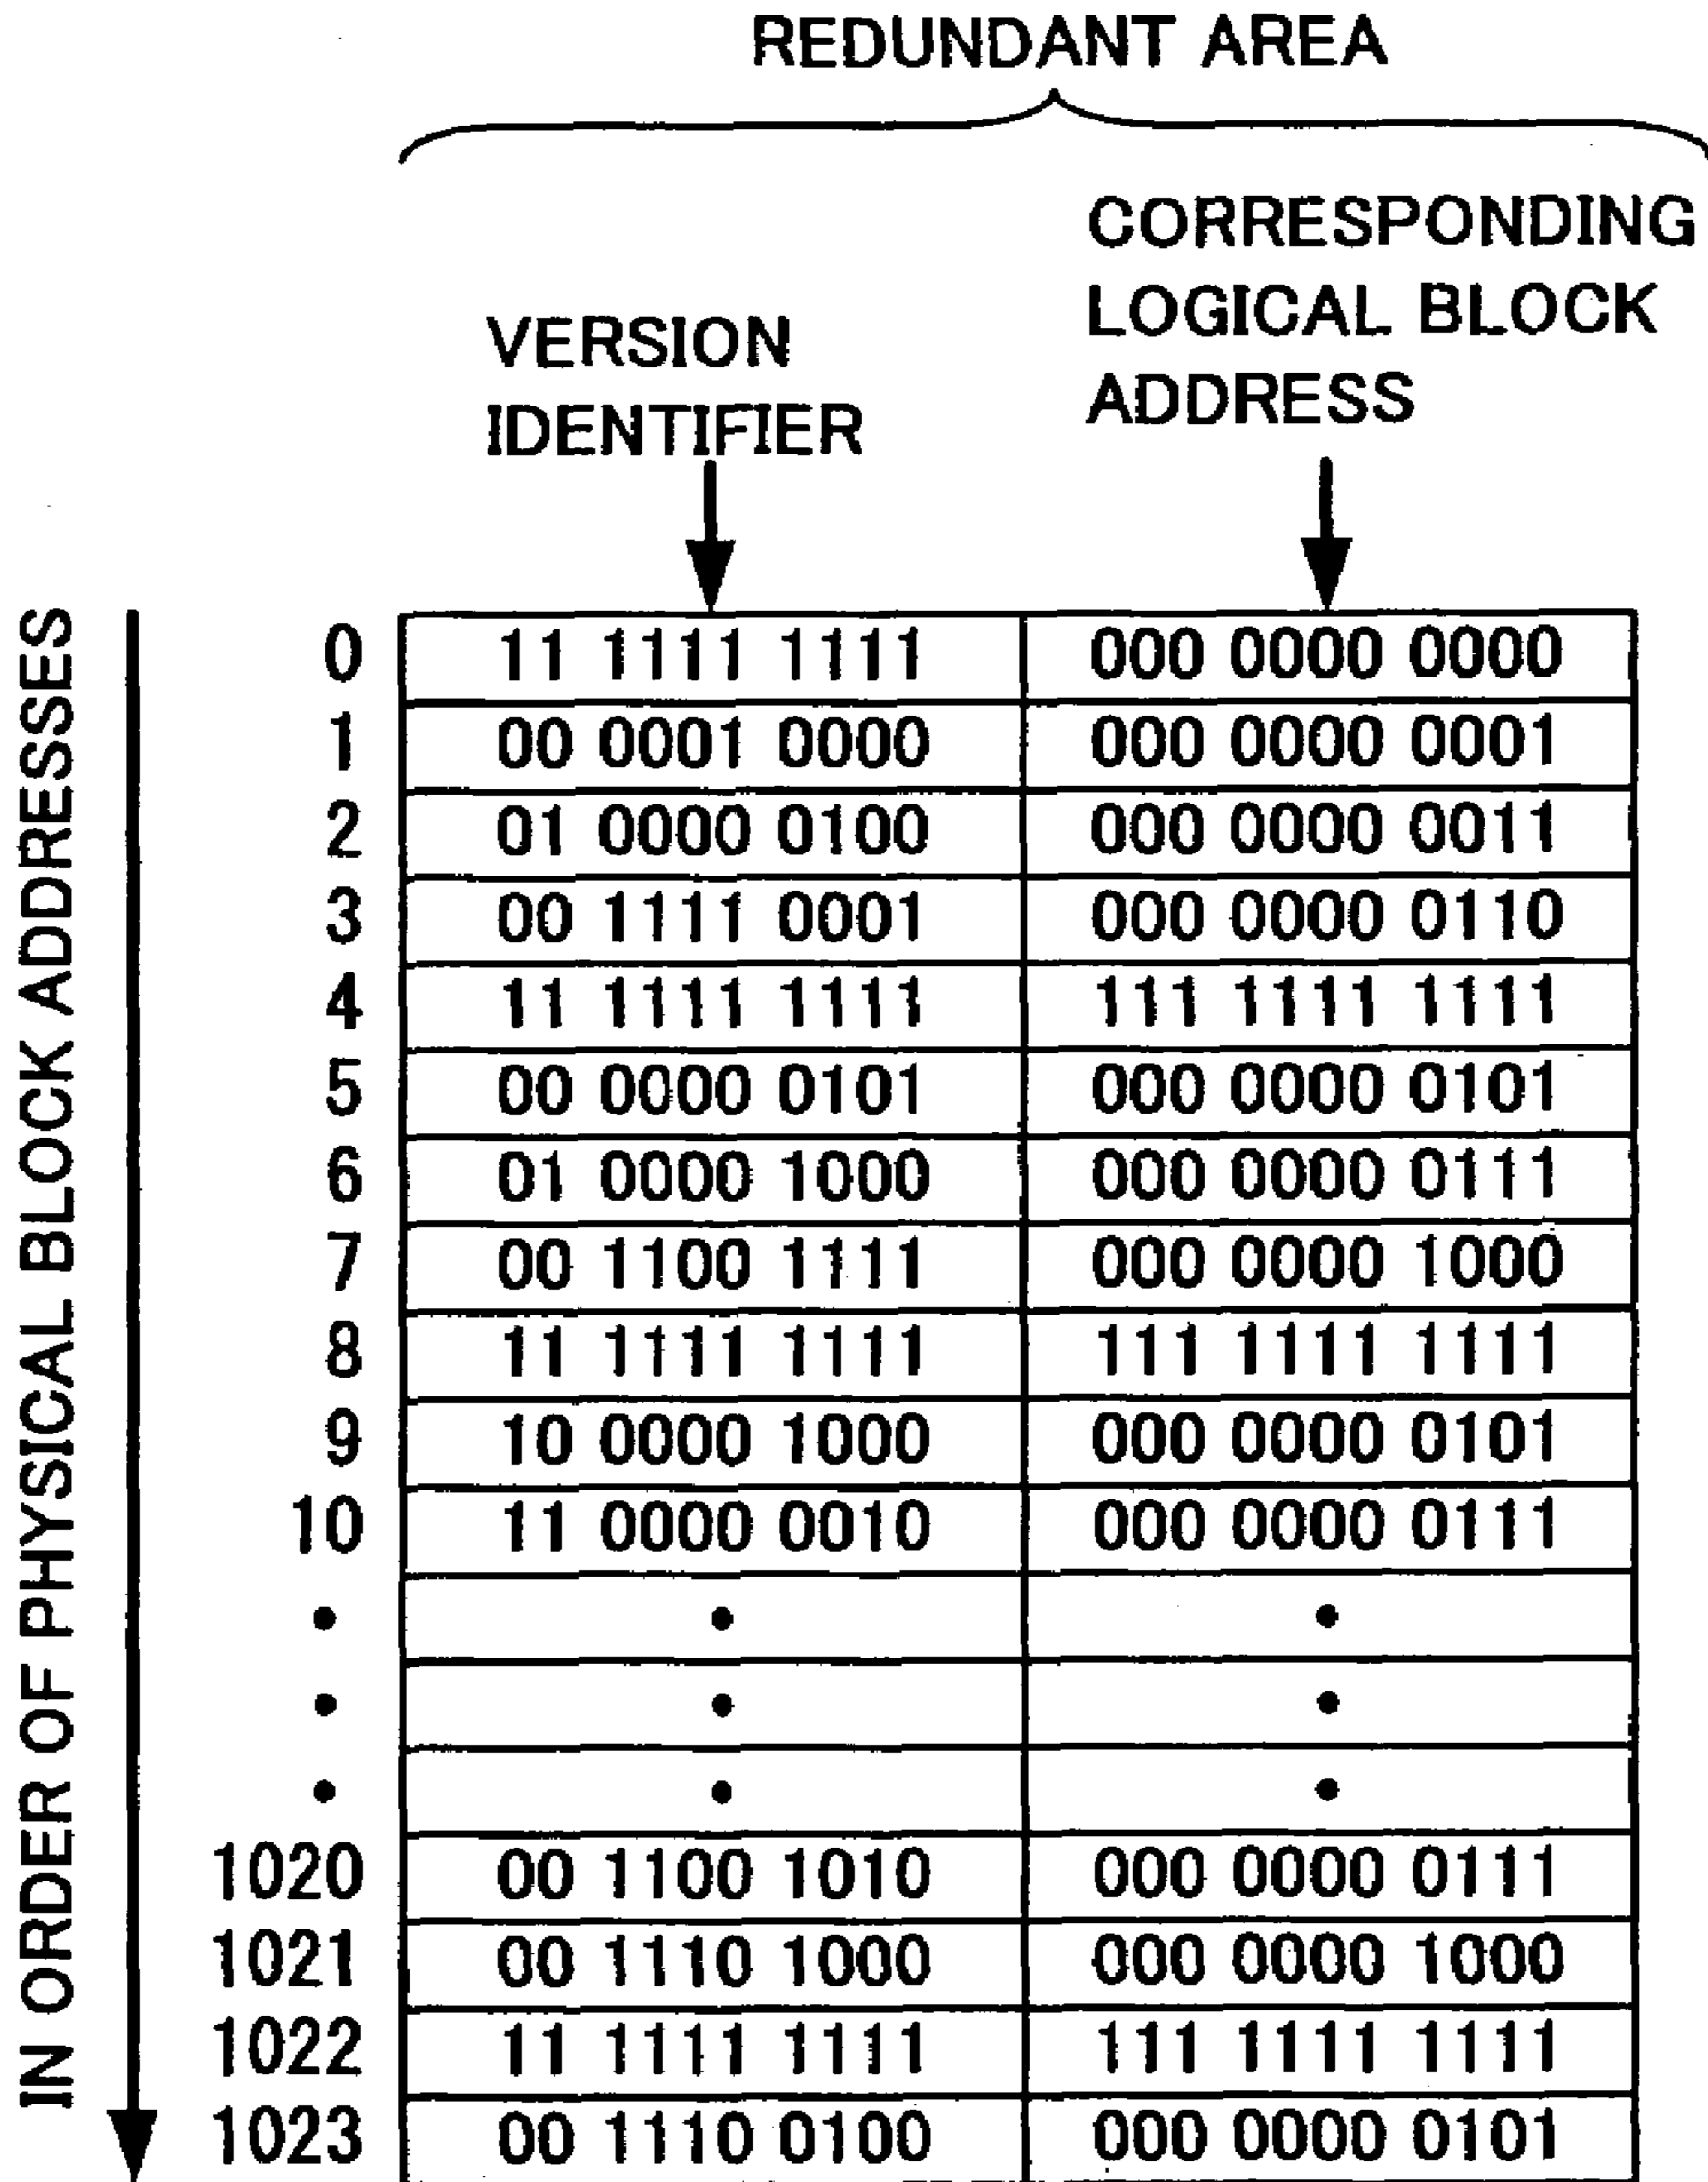 REDUNDANT AREA
VERSION
IDENTIFIER
CORRESPONDING
LOGICAL BLOCK
ADDRESS
IN ORDER OF PHYSICAL BLOCK ADDRESSES
0 11 1111 1111 000 0000 0000
1 00 0001 0000 000 0000 0001
2 01 0000 0100 000 0000 0011
3 00 1111 0001 000 0000 0110
4 11 1111 1111 111 1111 1111
5 00 0000 0101 000 0000 0101
6 01 0000 1000 000 0000 0111
7 00 1100 1111 000 0000 1000
8 11 1111 1111 111 1111 1111
9 10 0000 1000 000 0000 0101
10 11 0000 0010 000 0000 0111
• • •
• • •
• • •
1020 00 1100 1010 000 0000 0111
1021 00 1110 1000 000 0000 1000
1022 11 1111 1111 111 1111 1111
1023 00 1110 0100 000 0000 0101